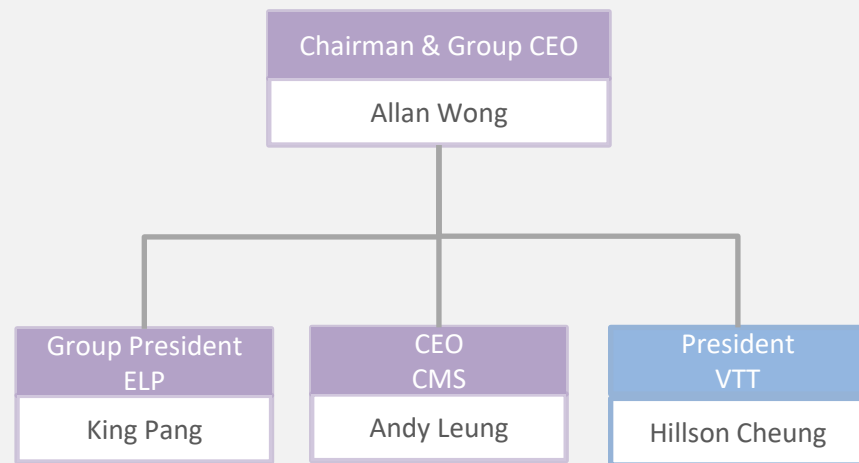 Chairman & Group CEO
Allan Wong
Group President
ELP
King Pang
CEO
CMS
Andy Leung
President
VTT
Hillson Cheung